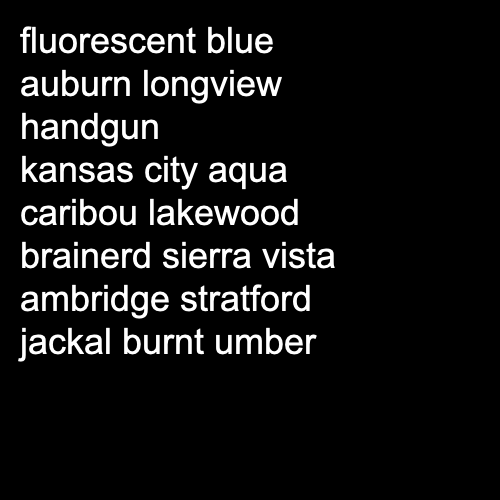 fluorescent blue
auburn longview
handgun
kansas city aqua
caribou lakewood
brainerd sierra vista
ambridge stratford
jackal burnt umber